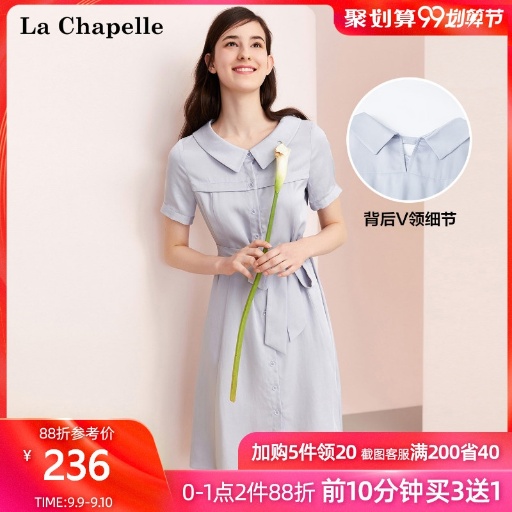 La Chapelle
聚划算 99划算节
背后V领细节
88折参考价
¥ 236
TIME:9.9-9.10
加购5件领20 截图客服满200省40
0-1点2件88折 前10分钟买3送1